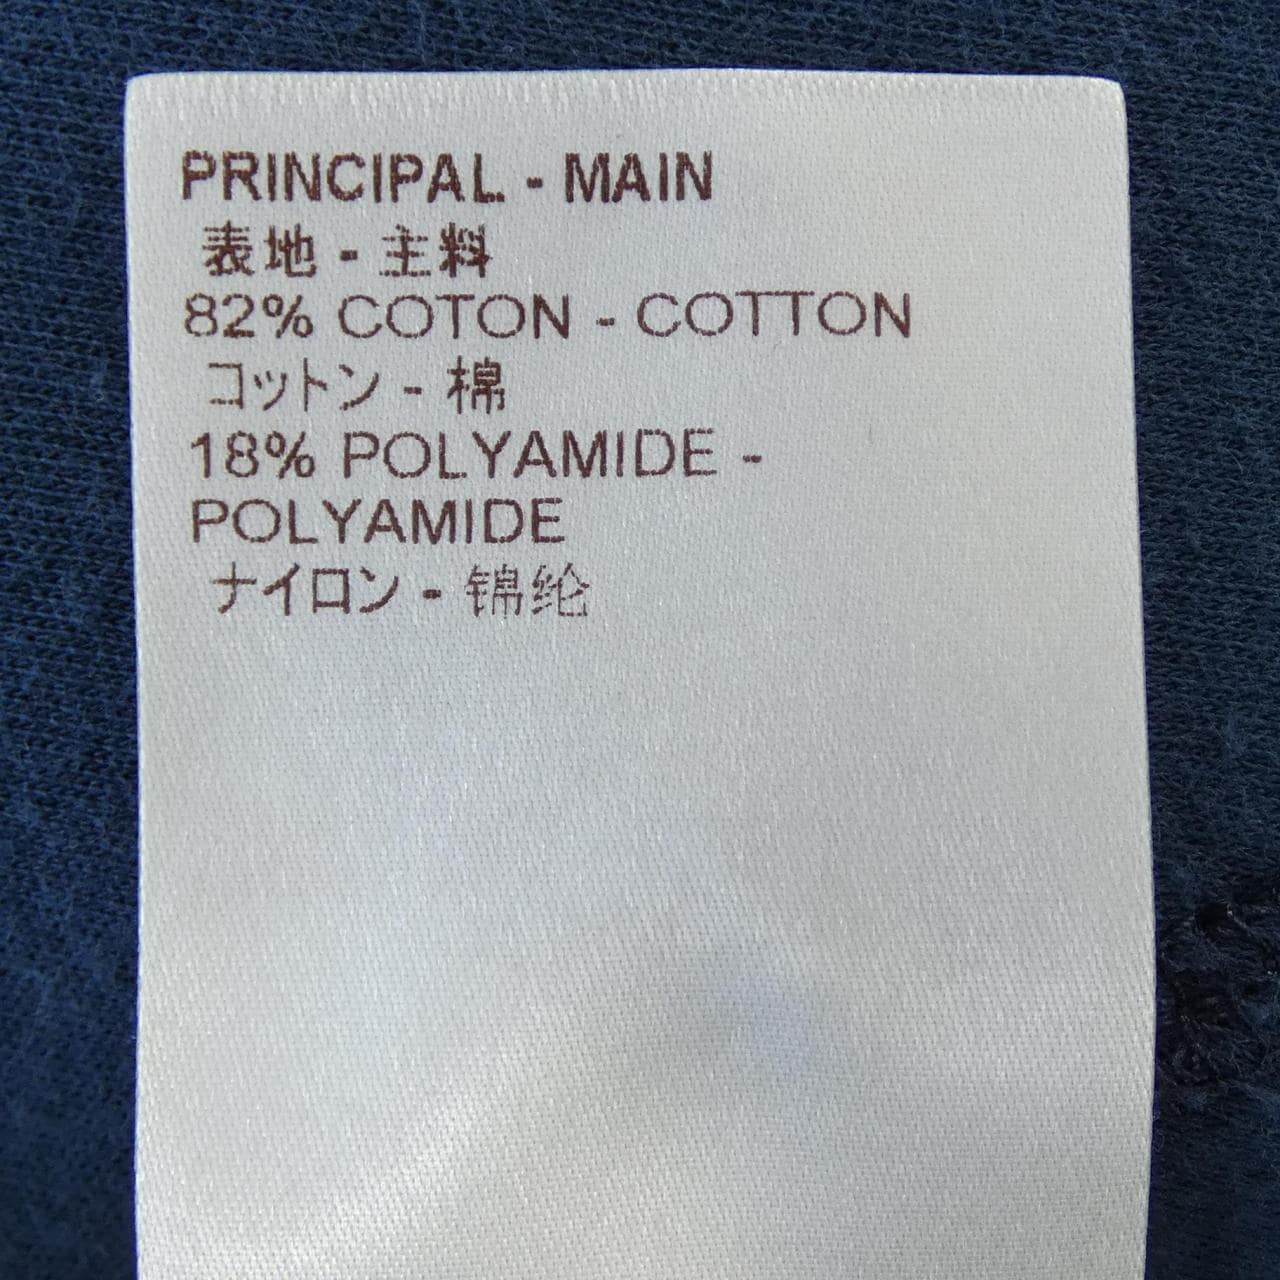 PRINCIPAL - MAIN
表地 - 主料
82% COTON - COTTON
コットン - 棉
18% POLYAMIDE -
POLYAMIDE
ナイロン - 锦纶